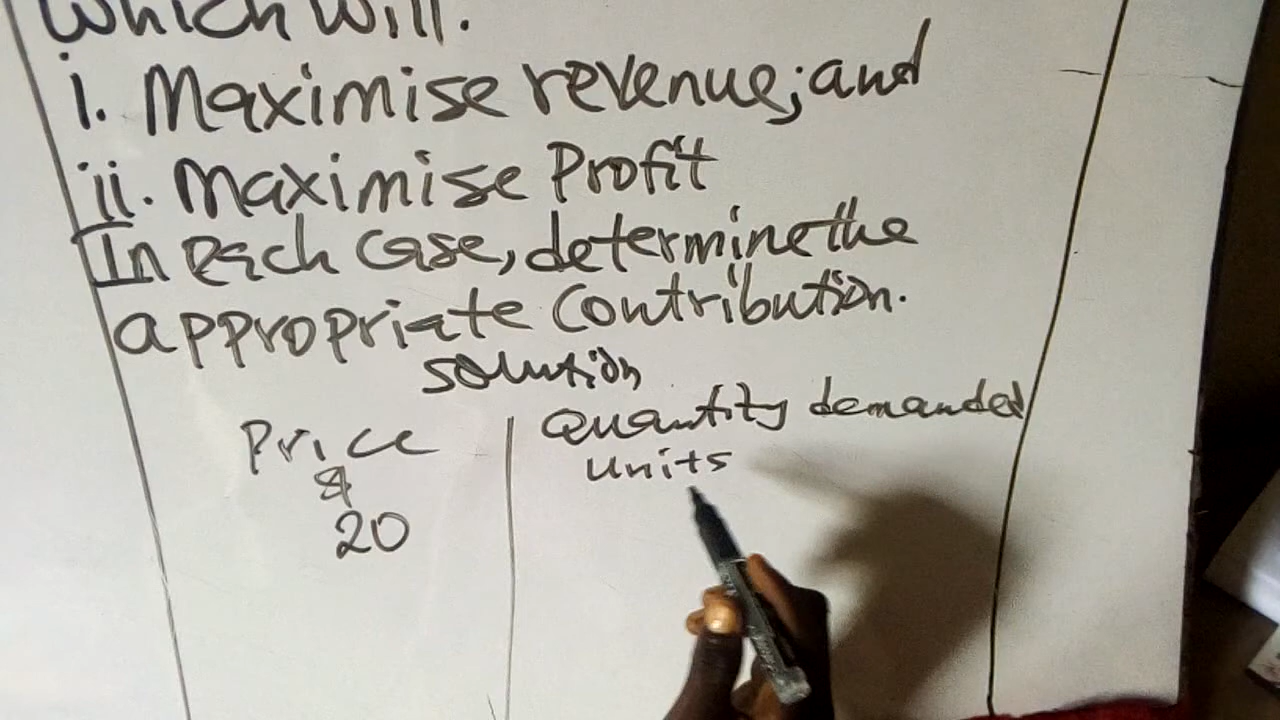 which will.
i. Maximise revenue; and
ii. Maximise Profit
In each case, determine the
appropriate contribution.
solution
Price
Quantity demanded
$
units
20